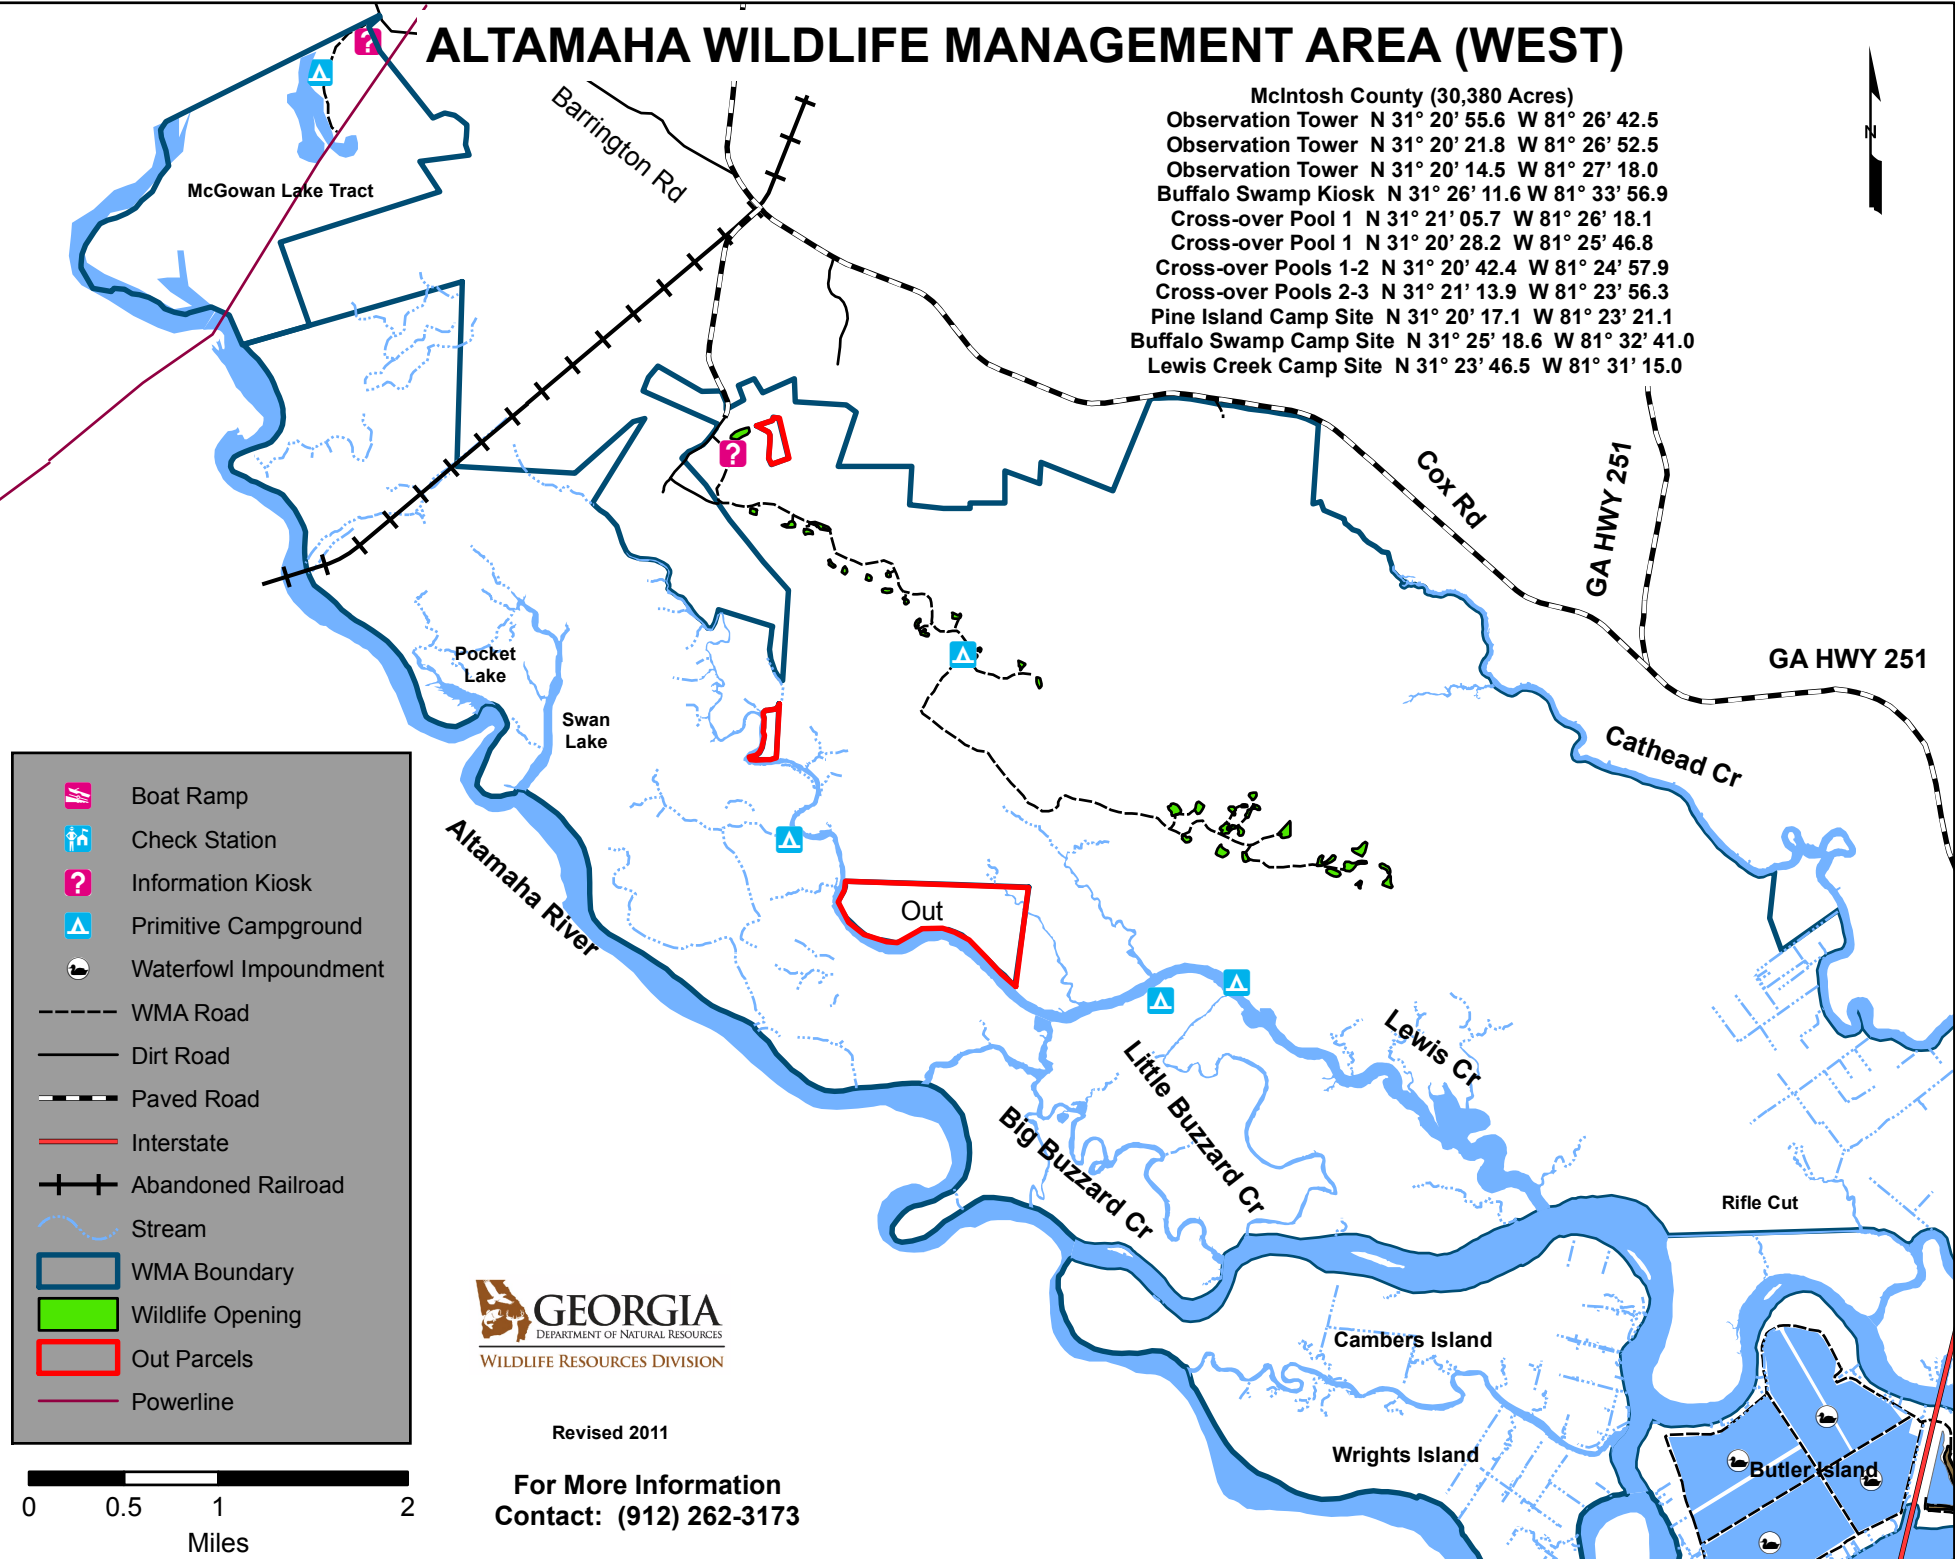 ALTAMAHA WILDLIFE MANAGEMENT AREA (WEST)
McIntosh County (30,380 Acres)
Observation Tower N 31° 20' 55.6 W 81° 26' 42.5
Observation Tower N 31° 20' 21.8 W 81° 26' 52.5
Observation Tower N 31° 20' 14.5 W 81° 27' 18.0
Buffalo Swamp Kiosk N 31° 26' 11.6 W 81° 33' 56.9
Cross-over Pool 1 N 31° 21' 05.7 W 81° 26' 18.1
Cross-over Pool 1 N 31° 20' 28.2 W 81° 25' 46.8
Cross-over Pools 1-2 N 31° 20' 42.4 W 81° 24' 57.9
Cross-over Pools 2-3 N 31° 21' 13.9 W 81° 23' 56.3
Pine Island Camp Site N 31° 20' 17.1 W 81° 23' 21.1
Buffalo Swamp Camp Site N 31° 25' 18.6 W 81° 32' 41.0
Lewis Creek Camp Site N 31° 23' 46.5 W 81° 31' 15.0
N
?
Barrington Rd
McGowan Lake Tract
?
Cox Rd
GA HWY 251
GA HWY 251
Pocket
Lake
Swan
Lake
Cathead Cr
Altamaha River
Out
Lewis Cr
Little Buzzard Cr
Big Buzzard Cr
Rifle Cut
Cambers Island
Wrights Island
Butler Island
Boat Ramp
Check Station
?
Information Kiosk
Primitive Campground
Waterfowl Impoundment
WMA Road
Dirt Road
Paved Road
Interstate
Abandoned Railroad
Stream
WMA Boundary
Wildlife Opening
Out Parcels
Powerline
0 0.5 1 2
Miles
GEORGIA
DEPARTMENT OF NATURAL RESOURCES
WILDLIFE RESOURCES DIVISION
Revised 2011
For More Information
Contact: (912) 262-3173